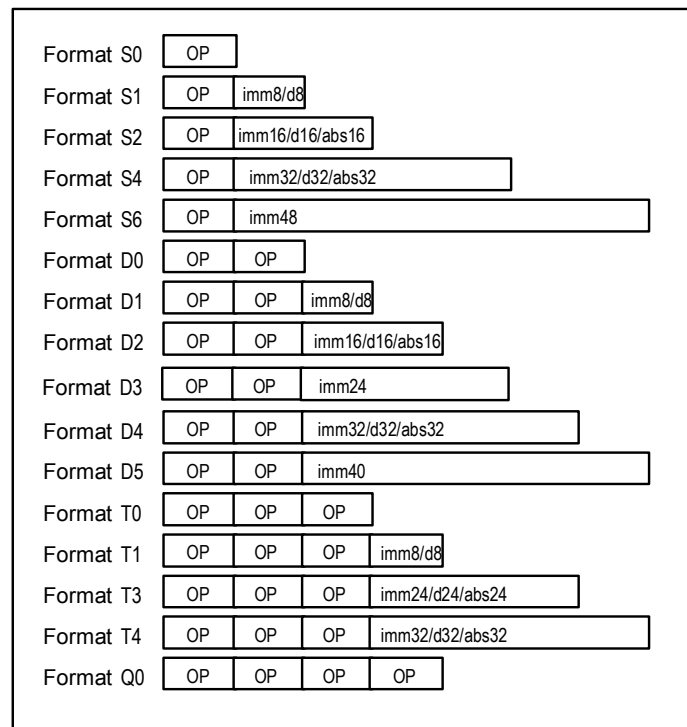 Format S0 OP
Format S1 OP imm8/d8
Format S2 OP imm16/d16/abs16
Format S4 OP imm32/d32/abs32
Format S6 OP imm48
Format D0 OP OP
Format D1 OP OP imm8/d8
Format D2 OP OP imm16/d16/abs16
Format D3 OP OP imm24
Format D4 OP OP imm32/d32/abs32
Format D5 OP OP imm40
Format T0 OP OP OP
Format T1 OP OP OP imm8/d8
Format T3 OP OP OP imm24/d24/abs24
Format T4 OP OP OP imm32/d32/abs32
Format Q0 OP OP OP OP